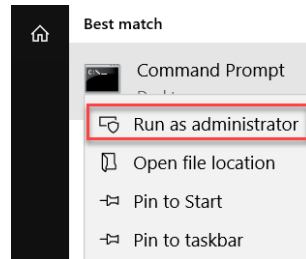 Best match
Command Prompt
Run as administrator
Open file location
Pin to Start
Pin to taskbar